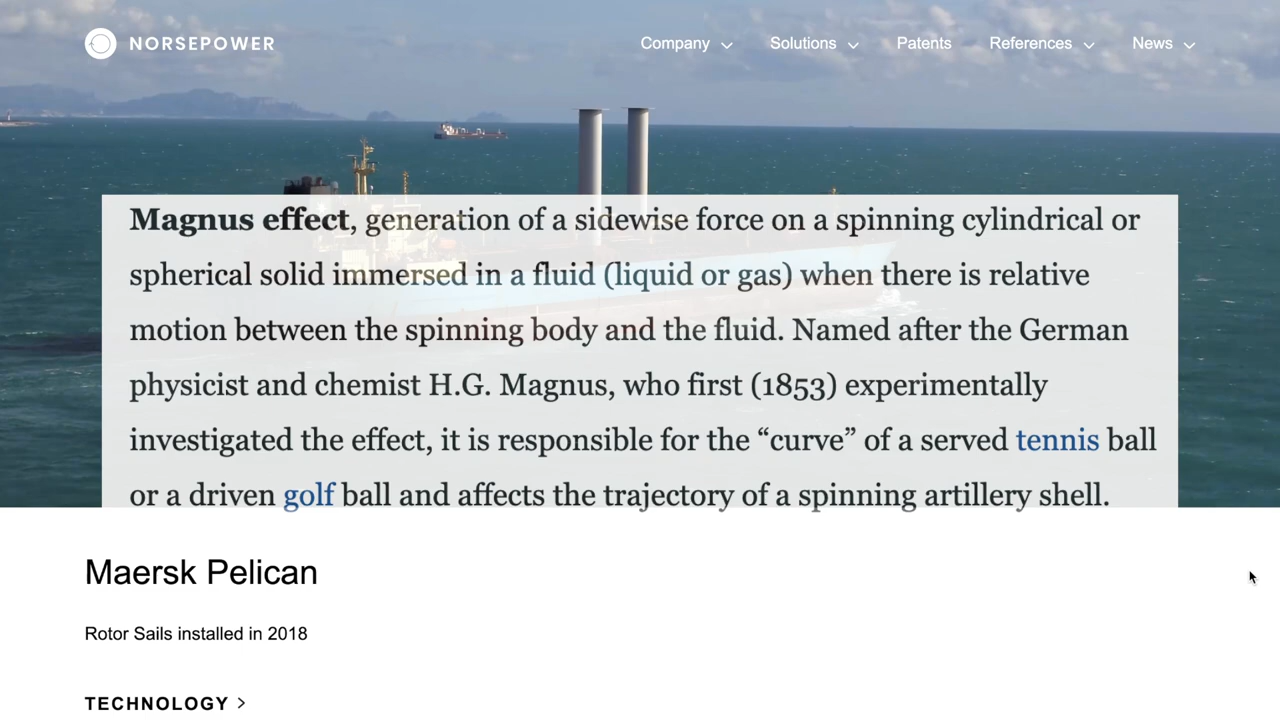 NORSEPOWER
Company Solutions Patents References News
Magnus effect, generation of a sidewise force on a spinning cylindrical or
spherical solid immersed in a fluid (liquid or gas) when there is relative
motion between the spinning body and the fluid. Named after the German
physicist and chemist H.G. Magnus, who first (1853) experimentally
investigated the effect, it is responsible for the “curve” of a served tennis ball
or a driven golf ball and affects the trajectory of a spinning artillery shell.
Maersk Pelican
Rotor Sails installed in 2018
TECHNOLOGY >